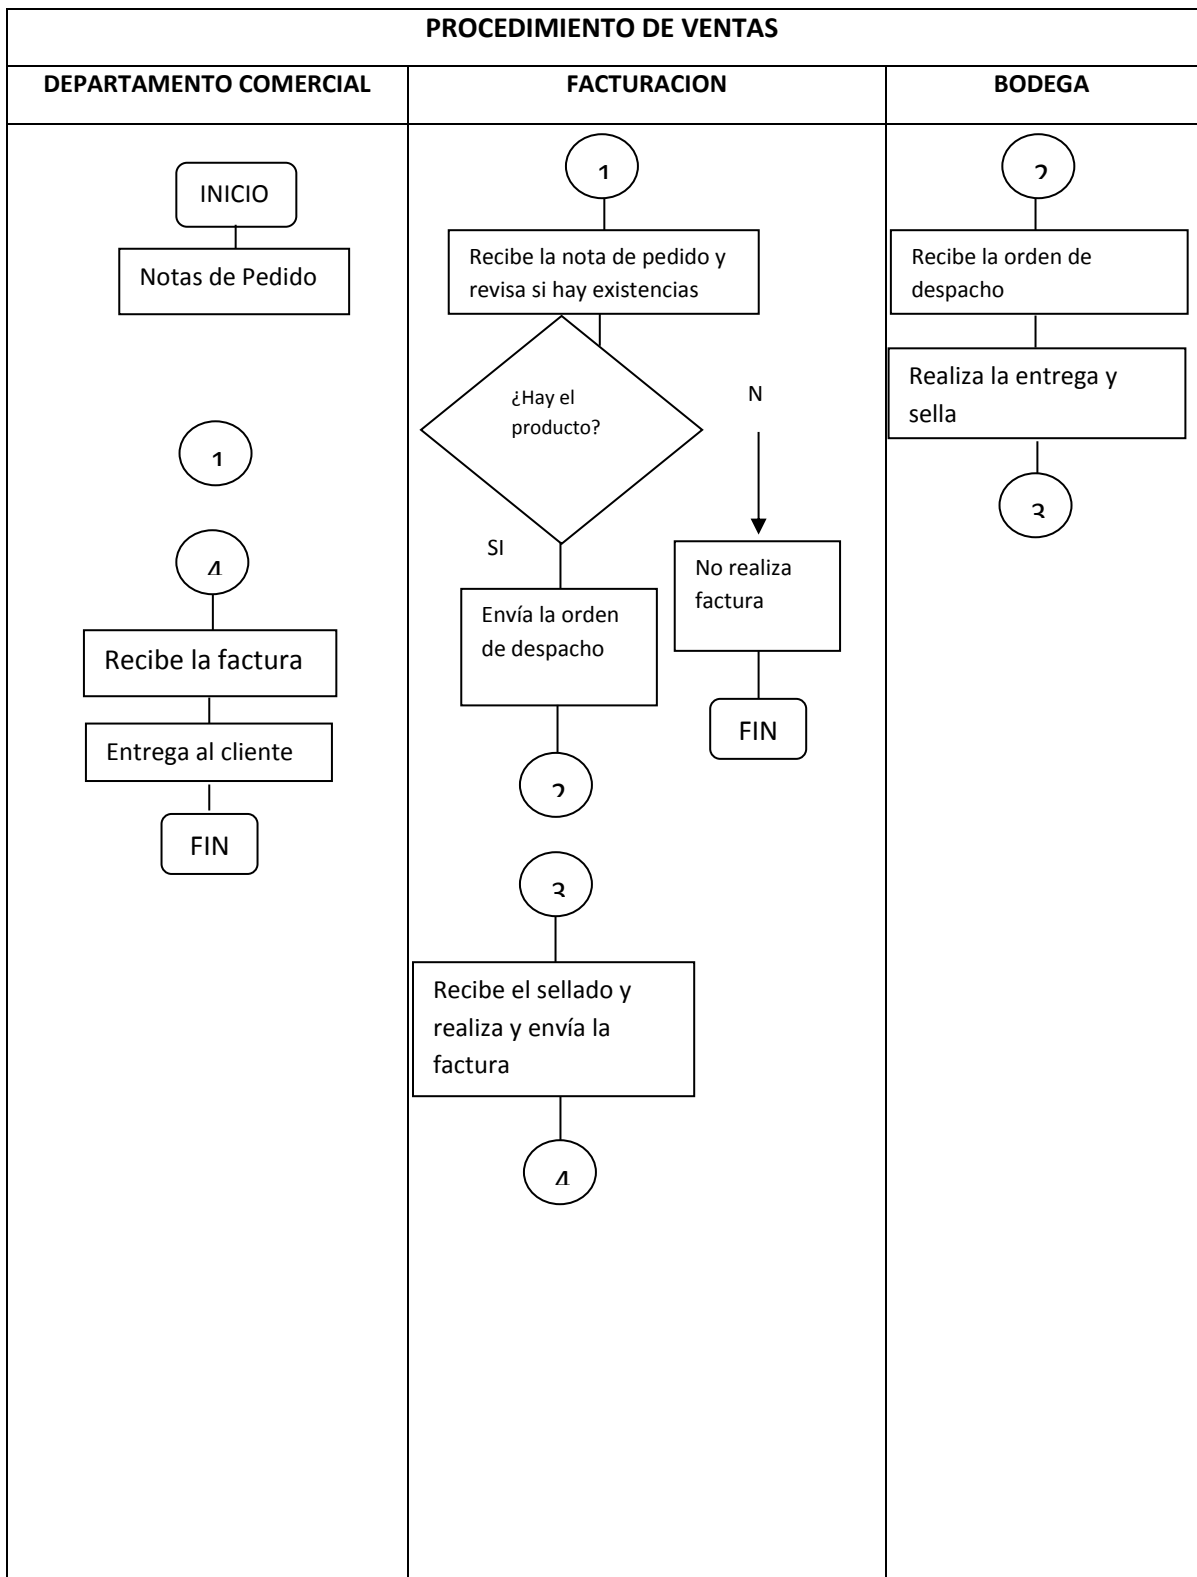 PROCEDIMIENTO DE VENTAS
DEPARTAMENTO COMERCIAL
FACTURACION
BODEGA
INICIO
Notas de Pedido
1
4
Recibe la factura
Entrega al cliente
FIN
1
Recibe la nota de pedido y
revisa si hay existencias
¿Hay el
producto?
N
SI
No realiza
factura
FIN
Envía la orden
de despacho
2
3
Recibe el sellado y
realiza y envía la
factura
4
2
Recibe la orden de
despacho
Realiza la entrega y
sella
3